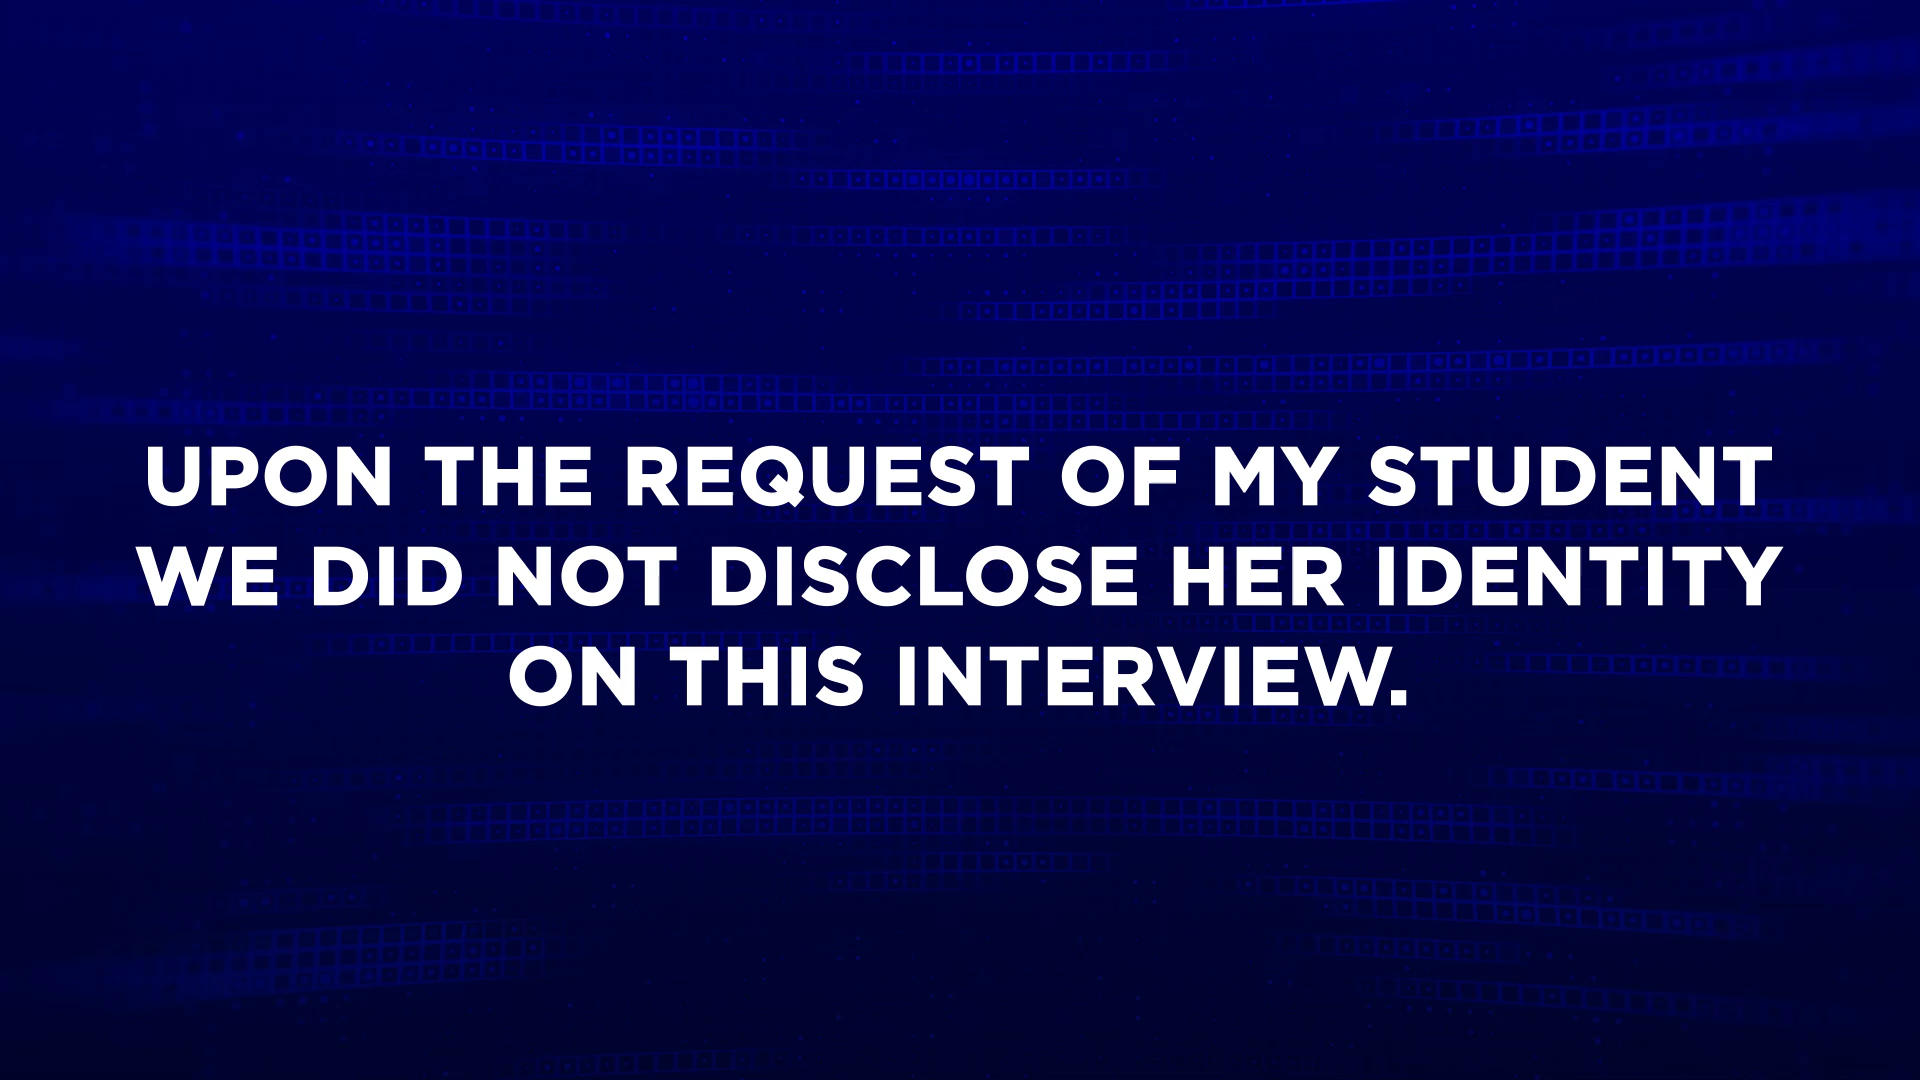 UPON THE REQUEST OF MY STUDENT
WE DID NOT DISCLOSE HER IDENTITY
ON THIS INTERVIEW.